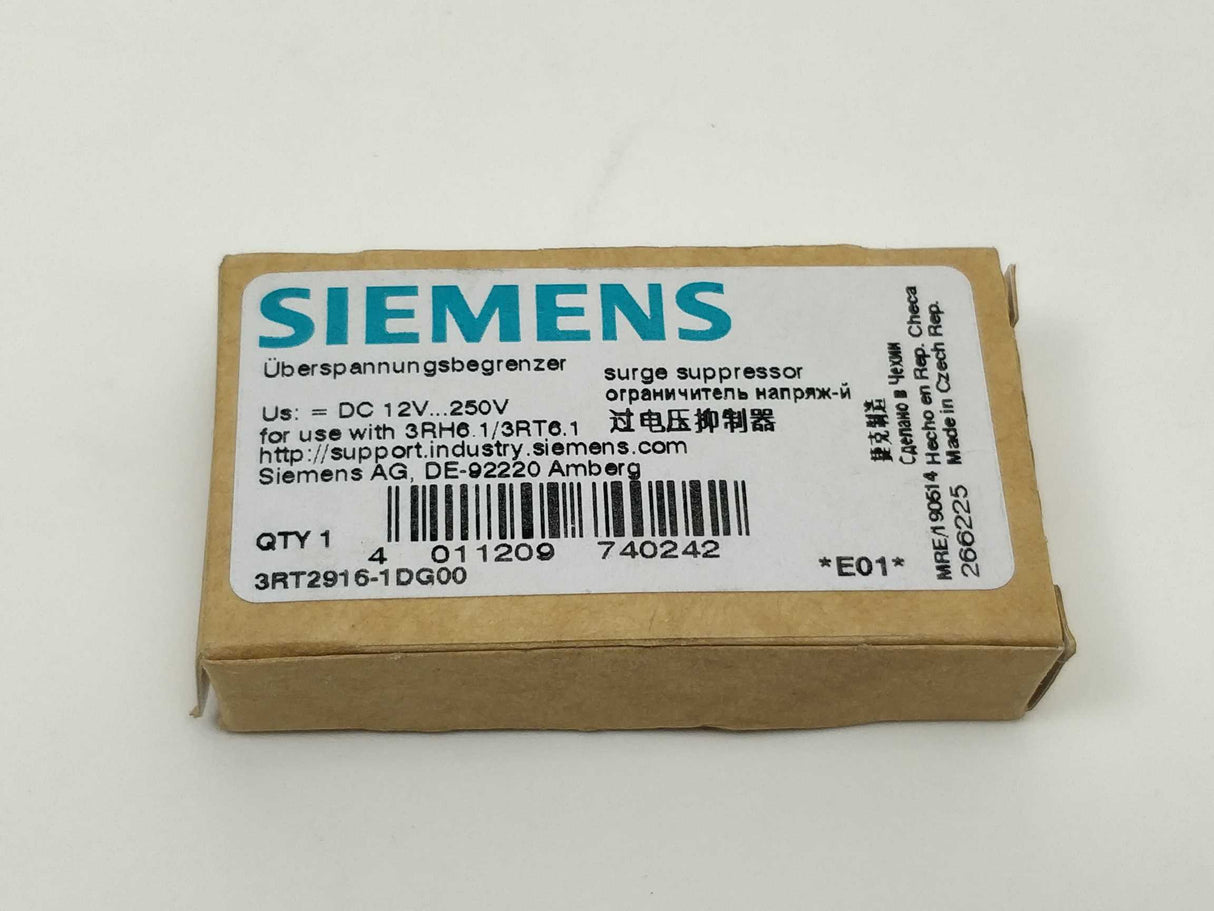 SIEMENS
Überspannungsbegrenzer
surge suppressor
ограничитель напряж-й
过电压抑制器
Us: = DC 12V...250V
for use with 3RH6.1/3RT6.1
http://support.industry.siemens.com
Siemens AG, DE-92220 Amberg
QTY 1
4 011209 740242
3RT2916-1DG00
*E01*
捷克制造
Сделано в Чехии
MRE/190514 Hecho en Rep. Checa
Made in Czech Rep.
266225